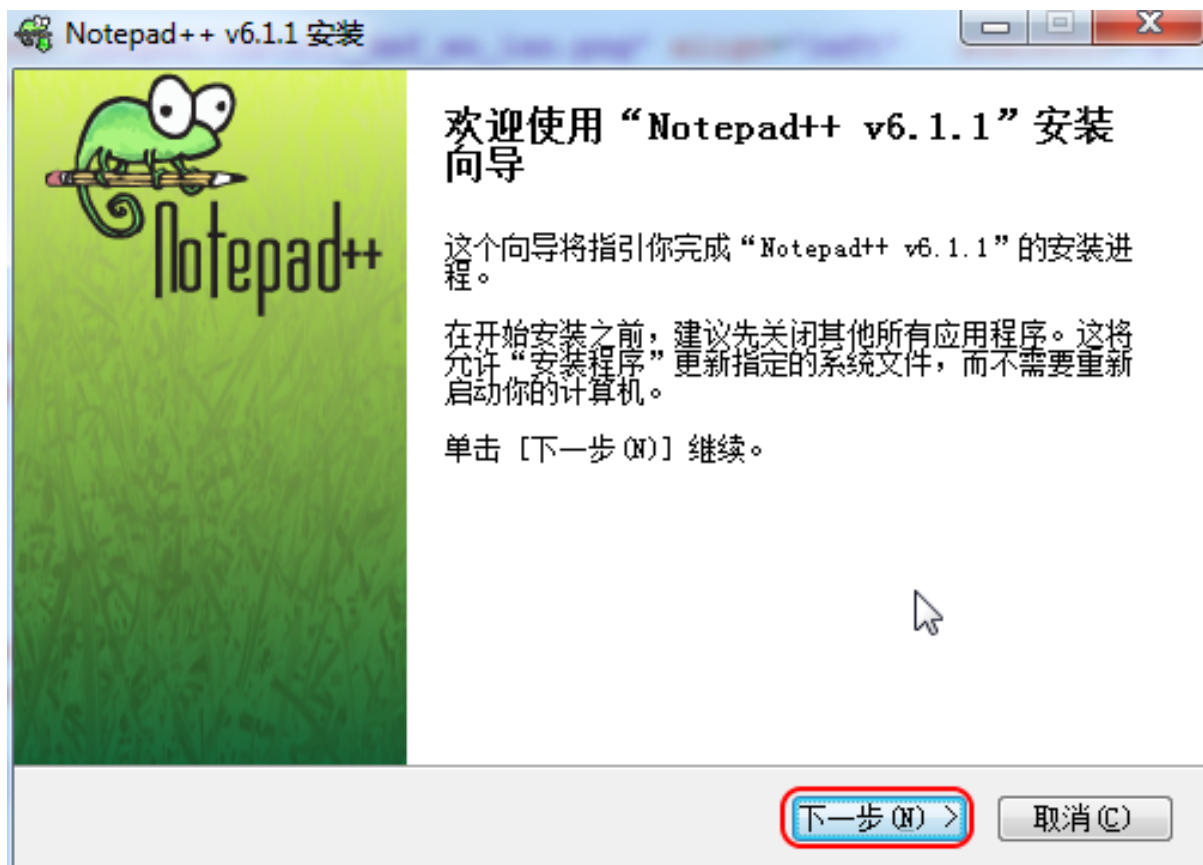 Notepad++ v6.1.1 安装
Notepad++
欢迎使用“Notepad++ v6.1.1”安装
向导
这个向导将指引你完成“Notepad++ v6.1.1”的安装进
程。
在开始安装之前，建议先关闭其他所有应用程序。这将
允许“安装程序”更新指定的系统文件，而不需要重新
启动你的计算机。
单击 [下一步(N)] 继续。
下一步(N) >
取消(C)